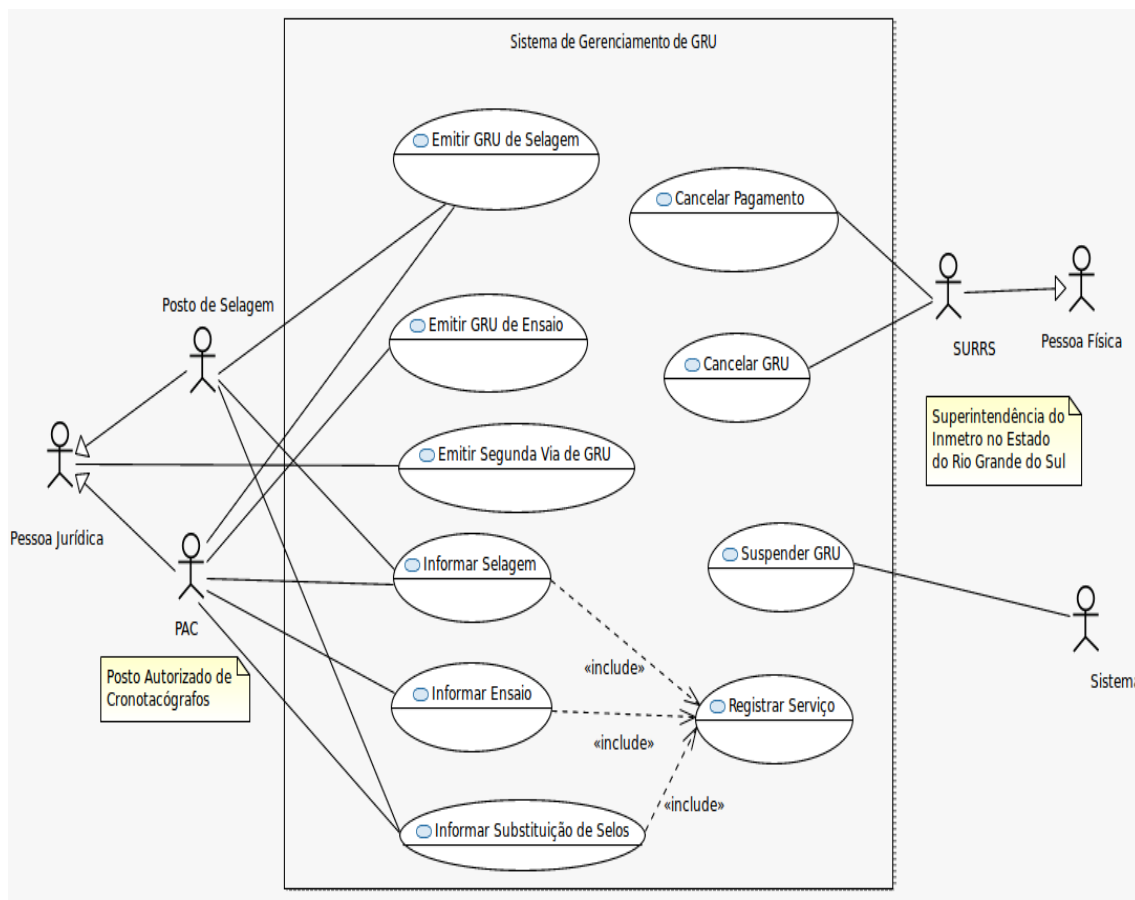 Sistema de Gerenciamento de GRU
Emitir GRU de Selagem
Cancelar Pagamento
Posto de Selagem
Emitir GRU de Ensaio
SURRS
Pessoa Física
Cancelar GRU
Superintendência do
Inmetro no Estado
do Rio Grande do Sul
Emitir Segunda Via de GRU
Pessoa Jurídica
Informar Selagem
Suspender GRU
PAC
Posto Autorizado de
Cronotacógrafos
«include»
Sistema
Informar Ensaio
Registrar Serviço
«include»
«include»
Informar Substituição de Selos